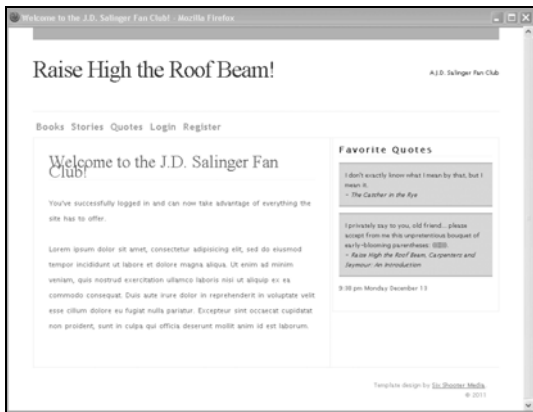 Welcome to the J.D. Salinger Fan Club! - Mozilla Firefox
Raise High the Roof Beam!
A J.D. Salinger Fan Club
Books Stories Quotes Login Register
Welcome to the J.D. Salinger Fan
Club!
You've successfully logged in and can now take advantage of everything the
site has to offer.
Lorem ipsum dolor sit amet, consectetur adipisicing elit, sed do eiusmod
tempor incididunt ut labore et dolore magna aliqua. Ut enim ad minim
veniam, quis nostrud exercitation ullamco laboris nisi ut aliquip ex ea
commodo consequat. Duis aute irure dolor in reprehenderit in voluptate velit
esse cillum dolore eu fugiat nulla pariatur. Excepteur sint occaecat cupidatat
non proident, sunt in culpa qui officia deserunt mollit anim id est laborum.
Favorite Quotes
I don't exactly know what I mean by that, but I
mean it.
- The Catcher in the Rye
I privately say to you, old friend... please
accept from me this unpretentious bouquet of
early-blooming parentheses: (((()))).
- Raise High the Roof Beam, Carpenters and
Seymour: An Introduction
9:38 pm Monday December 13
Template design by Six Shooter Media.
© 2011